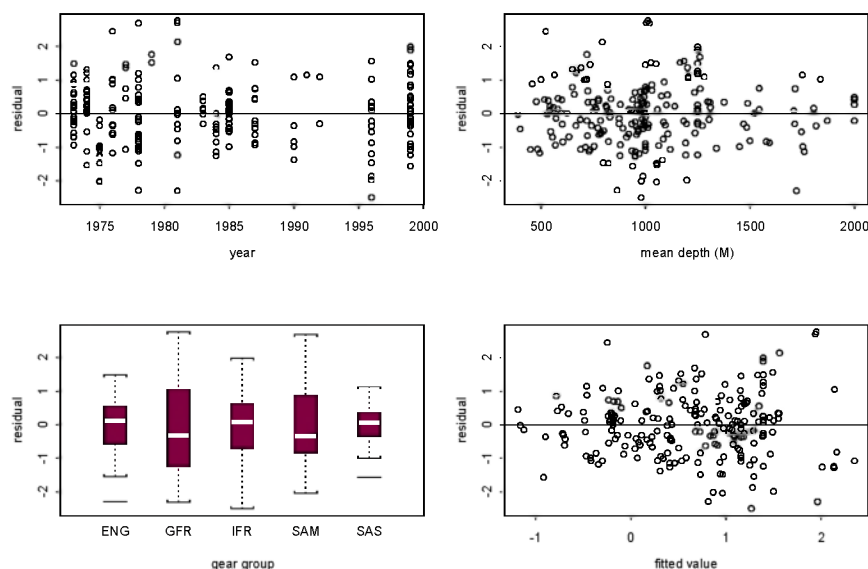 2
1
0
-1
-2
residual
1975 1980 1985 1990 1995 2000
year
2
1
0
-1
-2
residual
500 1000 1500 2000
mean depth (M)
2
1
0
-1
-2
residual
ENG GFR IFR SAM SAS
gear group
2
1
0
-1
-2
residual
-1 0 1 2
fitted value